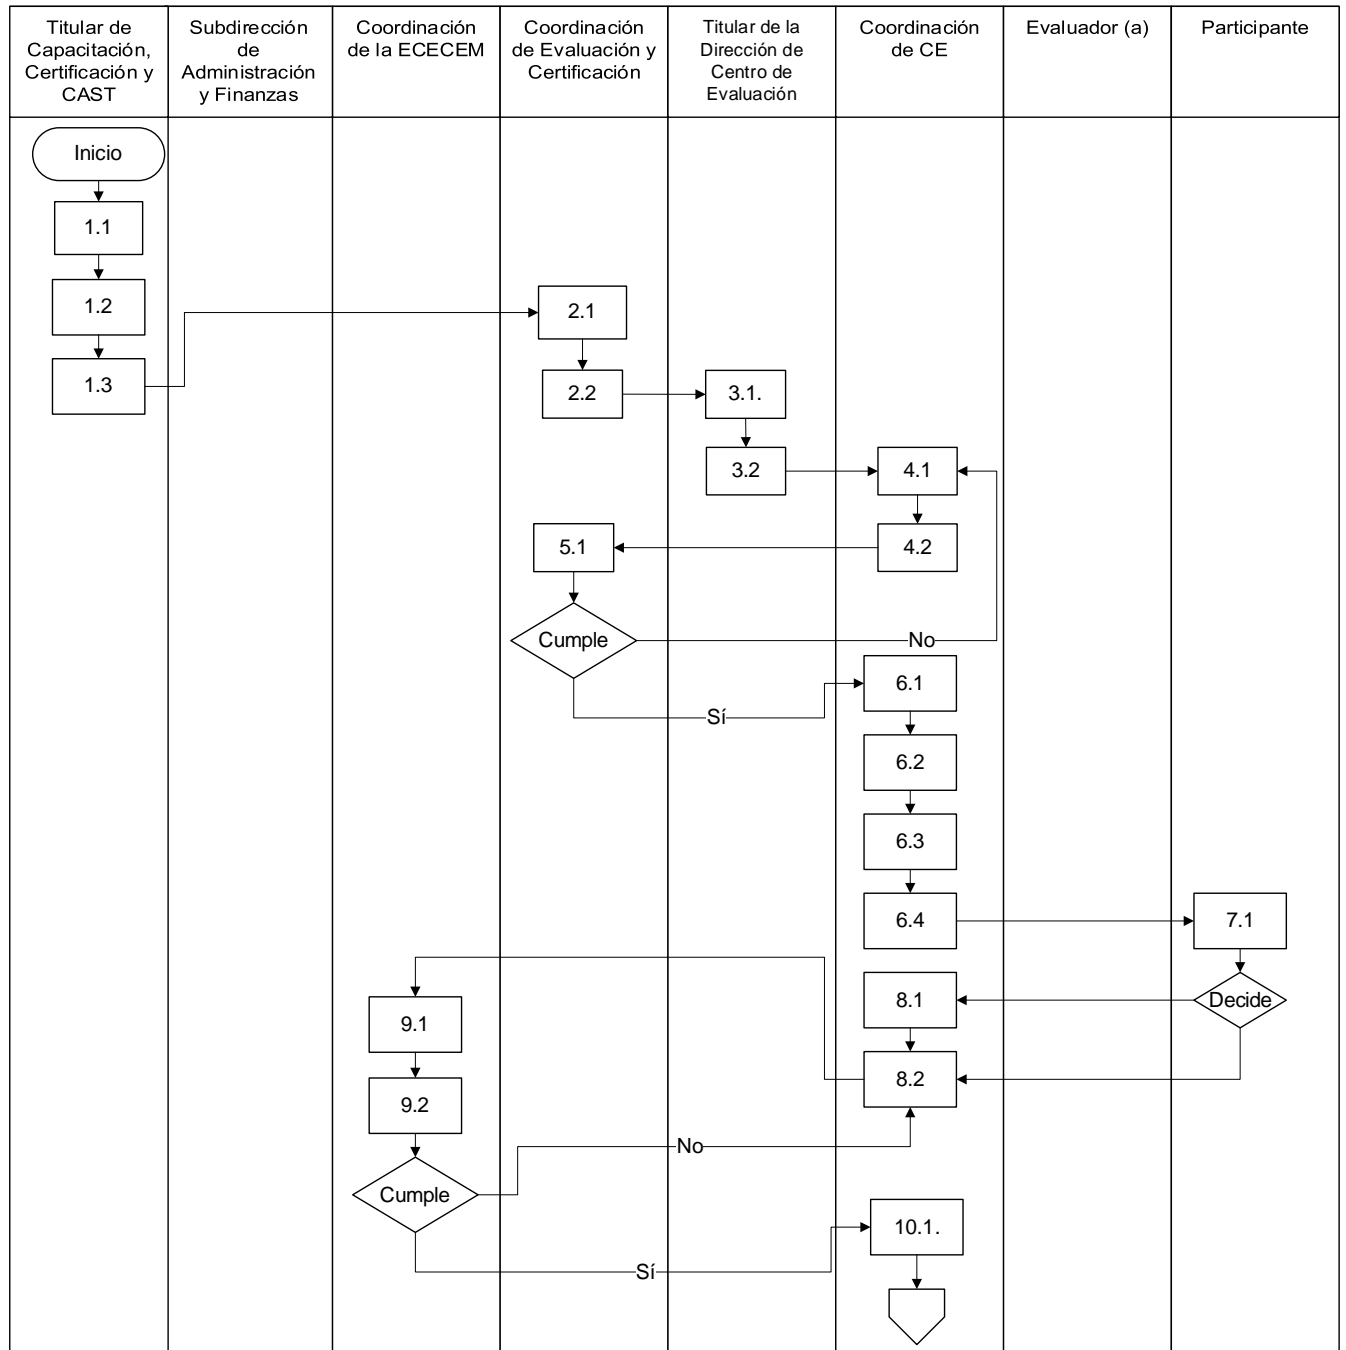 Titular de
Capacitación,
Certificación y
CAST
Subdirección
de
Administración
y Finanzas
Coordinación
de la ECECEM
Coordinación
de Evaluación y
Certificación
Titular de la
Dirección de
Centro de
Evaluación
Coordinación
de CE
Evaluador (a)
Participante
Inicio
1.1
1.2
2.1
1.3
2.2
3.1.
3.2
4.1
5.1
4.2
Cumple
No
6.1
Sí
6.2
6.3
6.4
7.1
8.1
Decide
9.1
8.2
9.2
No
Cumple
10.1.
Sí